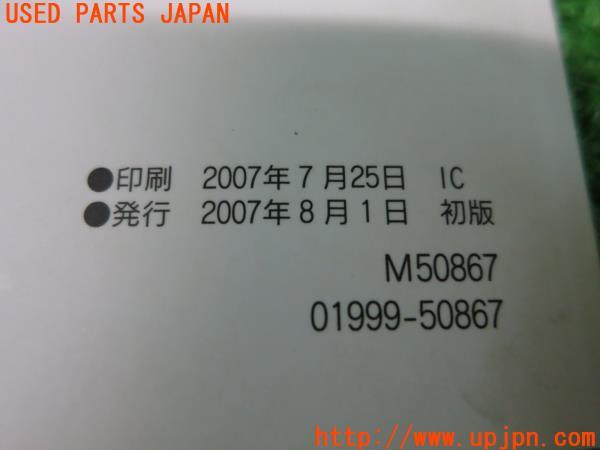 USED PARTS JAPAN
●印刷 2007年7月25日 IC
●発行 2007年8月1日 初版
M50867
01999-50867
http://www.upjpn.com/